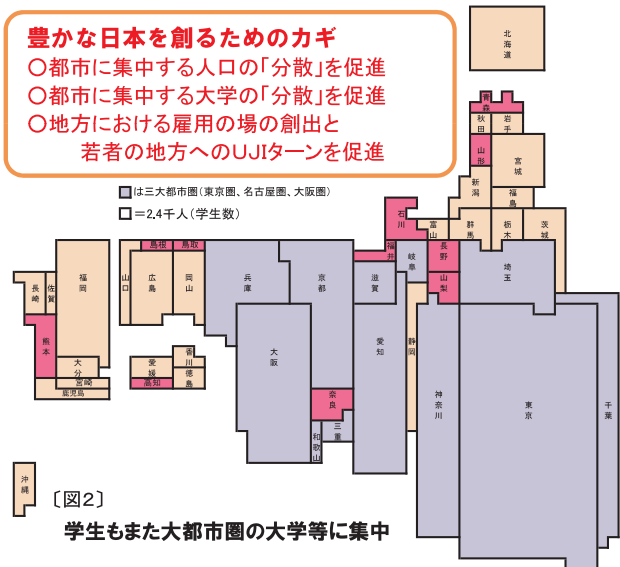 豊かな日本を創るためのカギ
○都市に集中する人口の「分散」を促進
○都市に集中する大学の「分散」を促進
○地方における雇用の場の創出と
若者の地方へのUJIターンを促進
は三大都市圏(東京圏、名古屋圏、大阪圏)
=2.4千人(学生数)
北海道
青森
秋田
岩手
山形
宮城
新潟
福島
石川
富山
群馬
栃木
茨城
福井
岐阜
長野
埼玉
山梨
島根
鳥取
兵庫
京都
滋賀
福岡
山口
広島
岡山
長崎
佐賀
熊本
大分
宮崎
鹿児島
愛媛
香川
高知
徳島
大阪
愛知
静岡
奈良
三重
和歌山
神奈川
東京
千葉
沖縄
〔図2〕
学生もまた大都市圏の大学等に集中